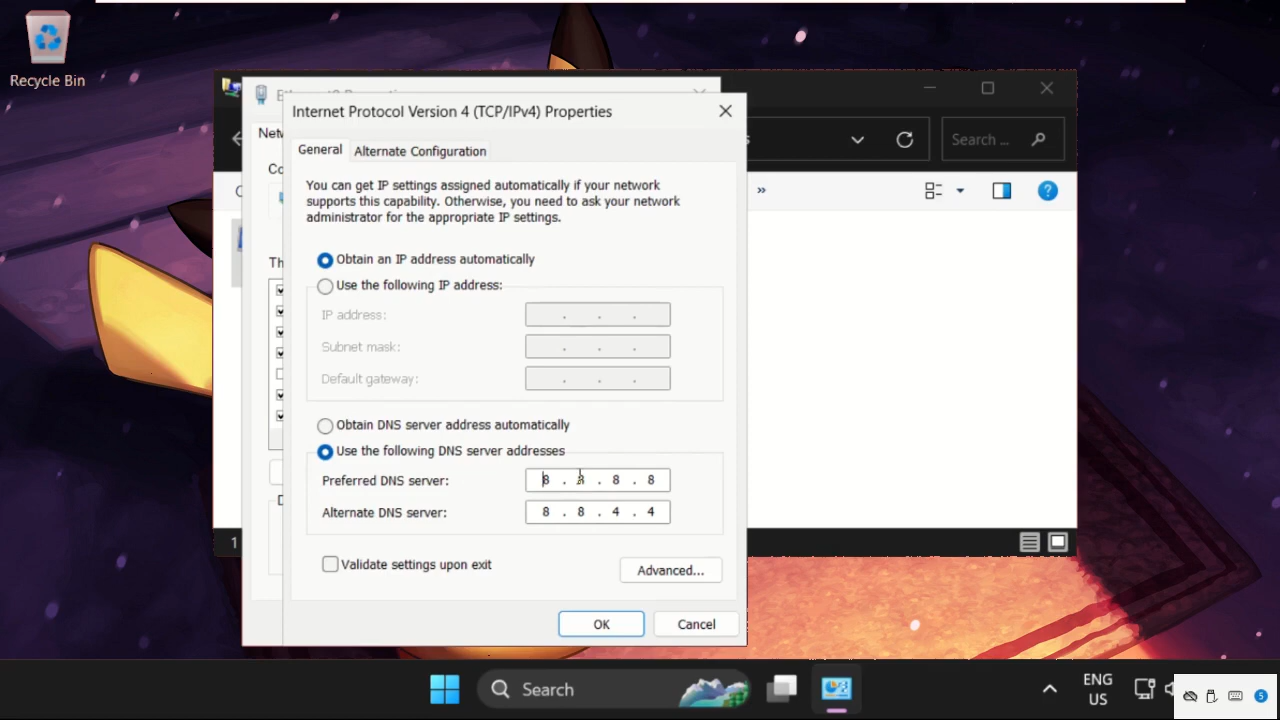 Recycle Bin
Internet Protocol Version 4 (TCP/IPv4) Properties
General
Alternate Configuration
You can get IP settings assigned automatically if your network
supports this capability. Otherwise, you need to ask your network
administrator for the appropriate IP settings.
Obtain an IP address automatically
Use the following IP address:
IP address: . . .
Subnet mask: . . .
Default gateway: . . .
Obtain DNS server address automatically
Use the following DNS server addresses
Preferred DNS server: 8 . 8 . 8 . 8
Alternate DNS server: 8 . 8 . 4 . 4
Validate settings upon exit
Advanced...
OK
Cancel
Search ...
»
1
Search
ENG
US
5